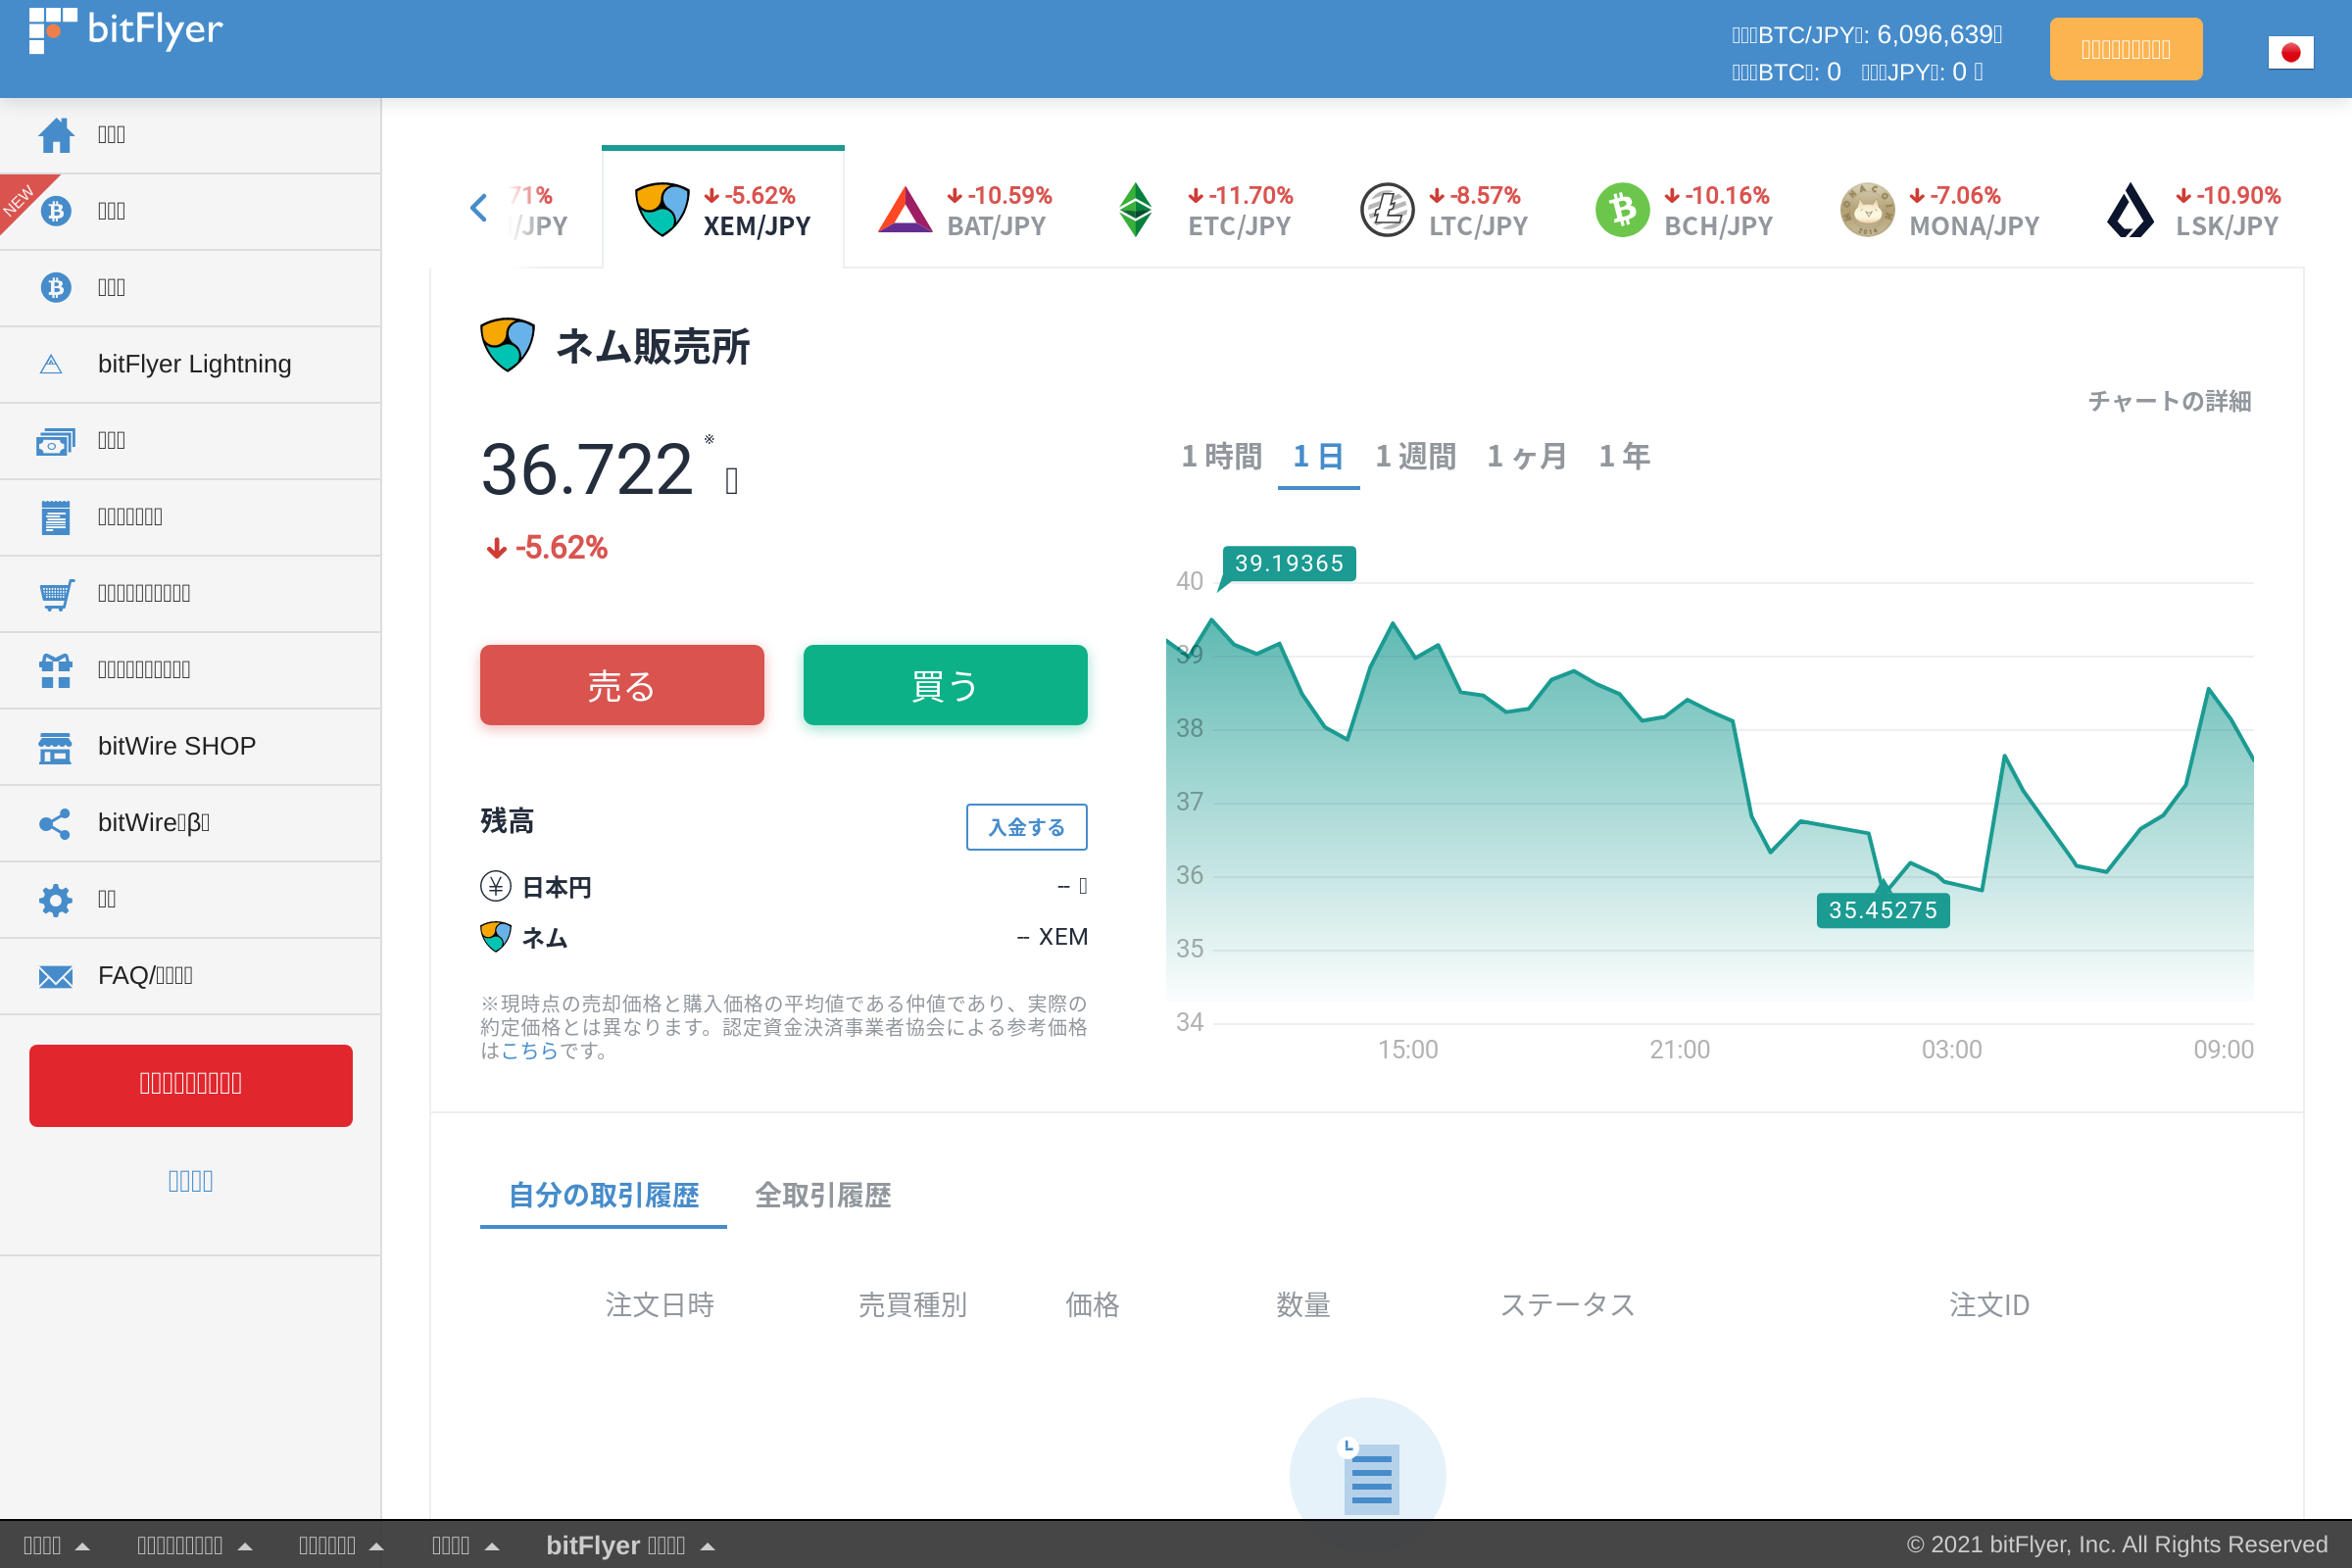 bitFlyer
BTC/JPY: 6,096,639
BTC: 0 JPY: 0
NEW
bitFlyer Lightning
bitWire SHOP
bitWire β
FAQ/
71%
/JPY
-5.62%
XEM/JPY
-10.59%
BAT/JPY
-11.70%
ETC/JPY
-8.57%
LTC/JPY
-10.16%
BCH/JPY
-7.06%
MONA/JPY
-10.90%
LSK/JPY
ネム販売所
チャートの詳細
36.722 ※
-5.62%
1 時間 1 日 1 週間 1 ヶ月 1 年
売る 買う
残高
入金する
日本円 --
ネム -- XEM
※現時点の売却価格と購入価格の平均値である仲値であり、実際の
約定価格とは異なります。認定資金決済事業者協会による参考価格
はこちらです。
39.19365
40
39
38
37
36
35.45275
35
34
15:00 21:00 03:00 09:00
自分の取引履歴 全取引履歴
注文日時 売買種別 価格 数量 ステータス 注文ID
bitFlyer
© 2021 bitFlyer, Inc. All Rights Reserved